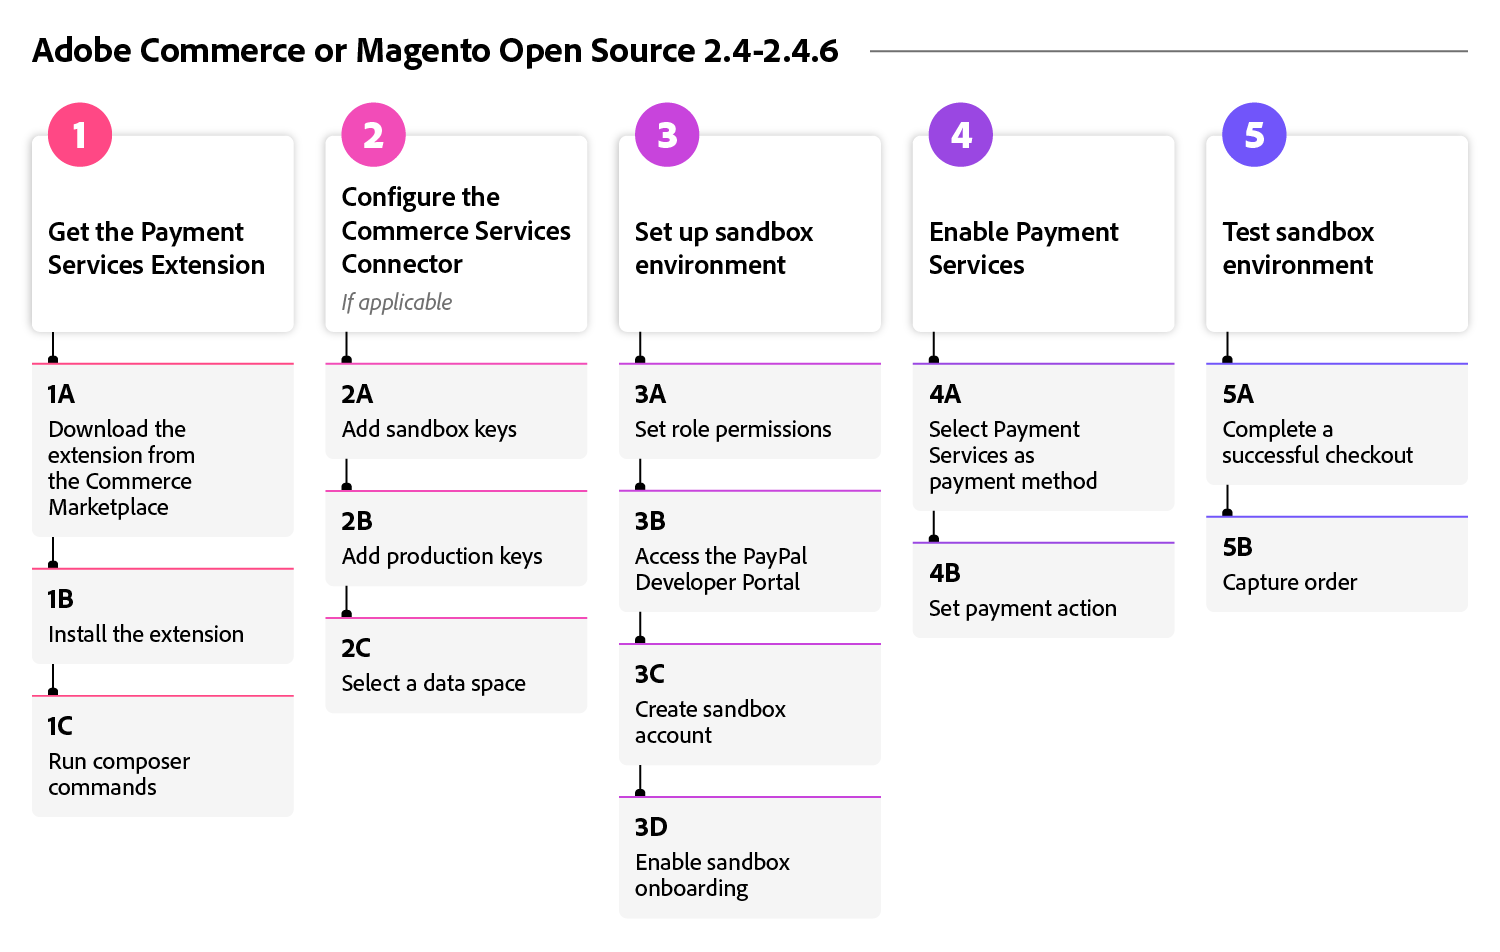 Adobe Commerce or Magento Open Source 2.4-2.4.6
1
Get the Payment
Services Extension
1A
Download the
extension from
the Commerce
Marketplace
1B
Install the extension
1C
Run composer
commands
2
Configure the
Commerce Services
Connector
If applicable
2A
Add sandbox keys
2B
Add production keys
2C
Select a data space
3
Set up sandbox
environment
3A
Set role permissions
3B
Access the PayPal
Developer Portal
3C
Create sandbox
account
3D
Enable sandbox
onboarding
4
Enable Payment
Services
4A
Select Payment
Services as
payment method
4B
Set payment action
5
Test sandbox
environment
5A
Complete a
successful checkout
5B
Capture order